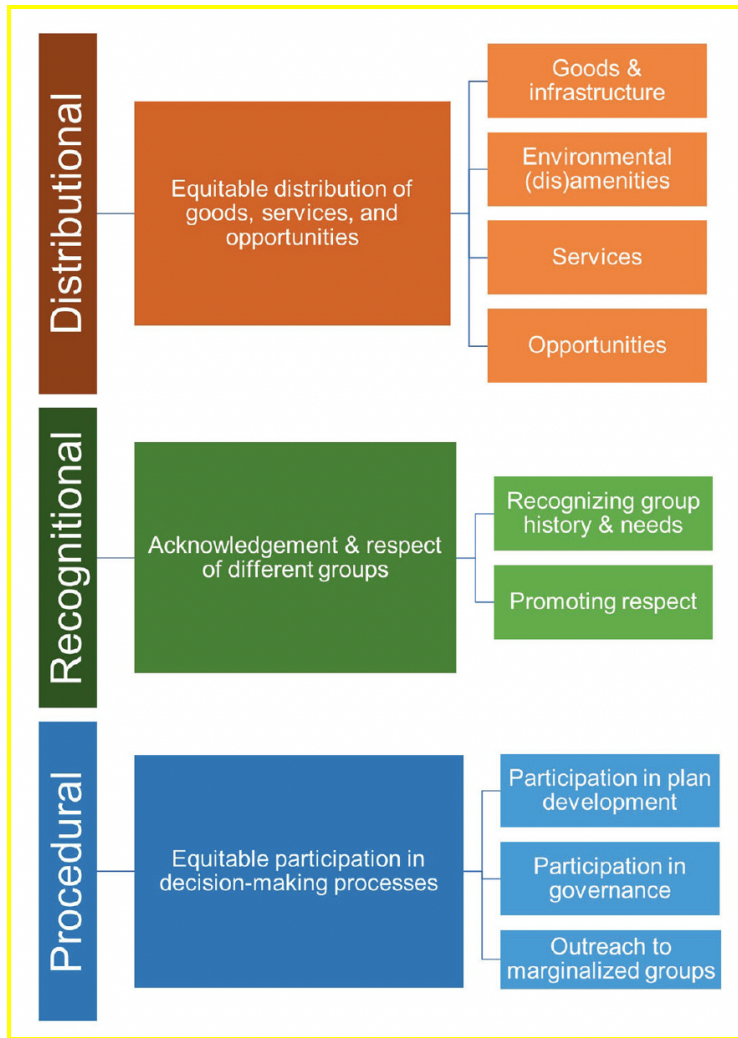 Distributional
Equitable distribution of
goods, services, and
opportunities
Goods &
infrastructure
Environmental
(dis)amenities
Services
Opportunities
Recognitional
Acknowledgement & respect
of different groups
Recognizing group
history & needs
Promoting respect
Procedural
Equitable participation in
decision-making processes
Participation in plan
development
Participation in
governance
Outreach to
marginalized groups